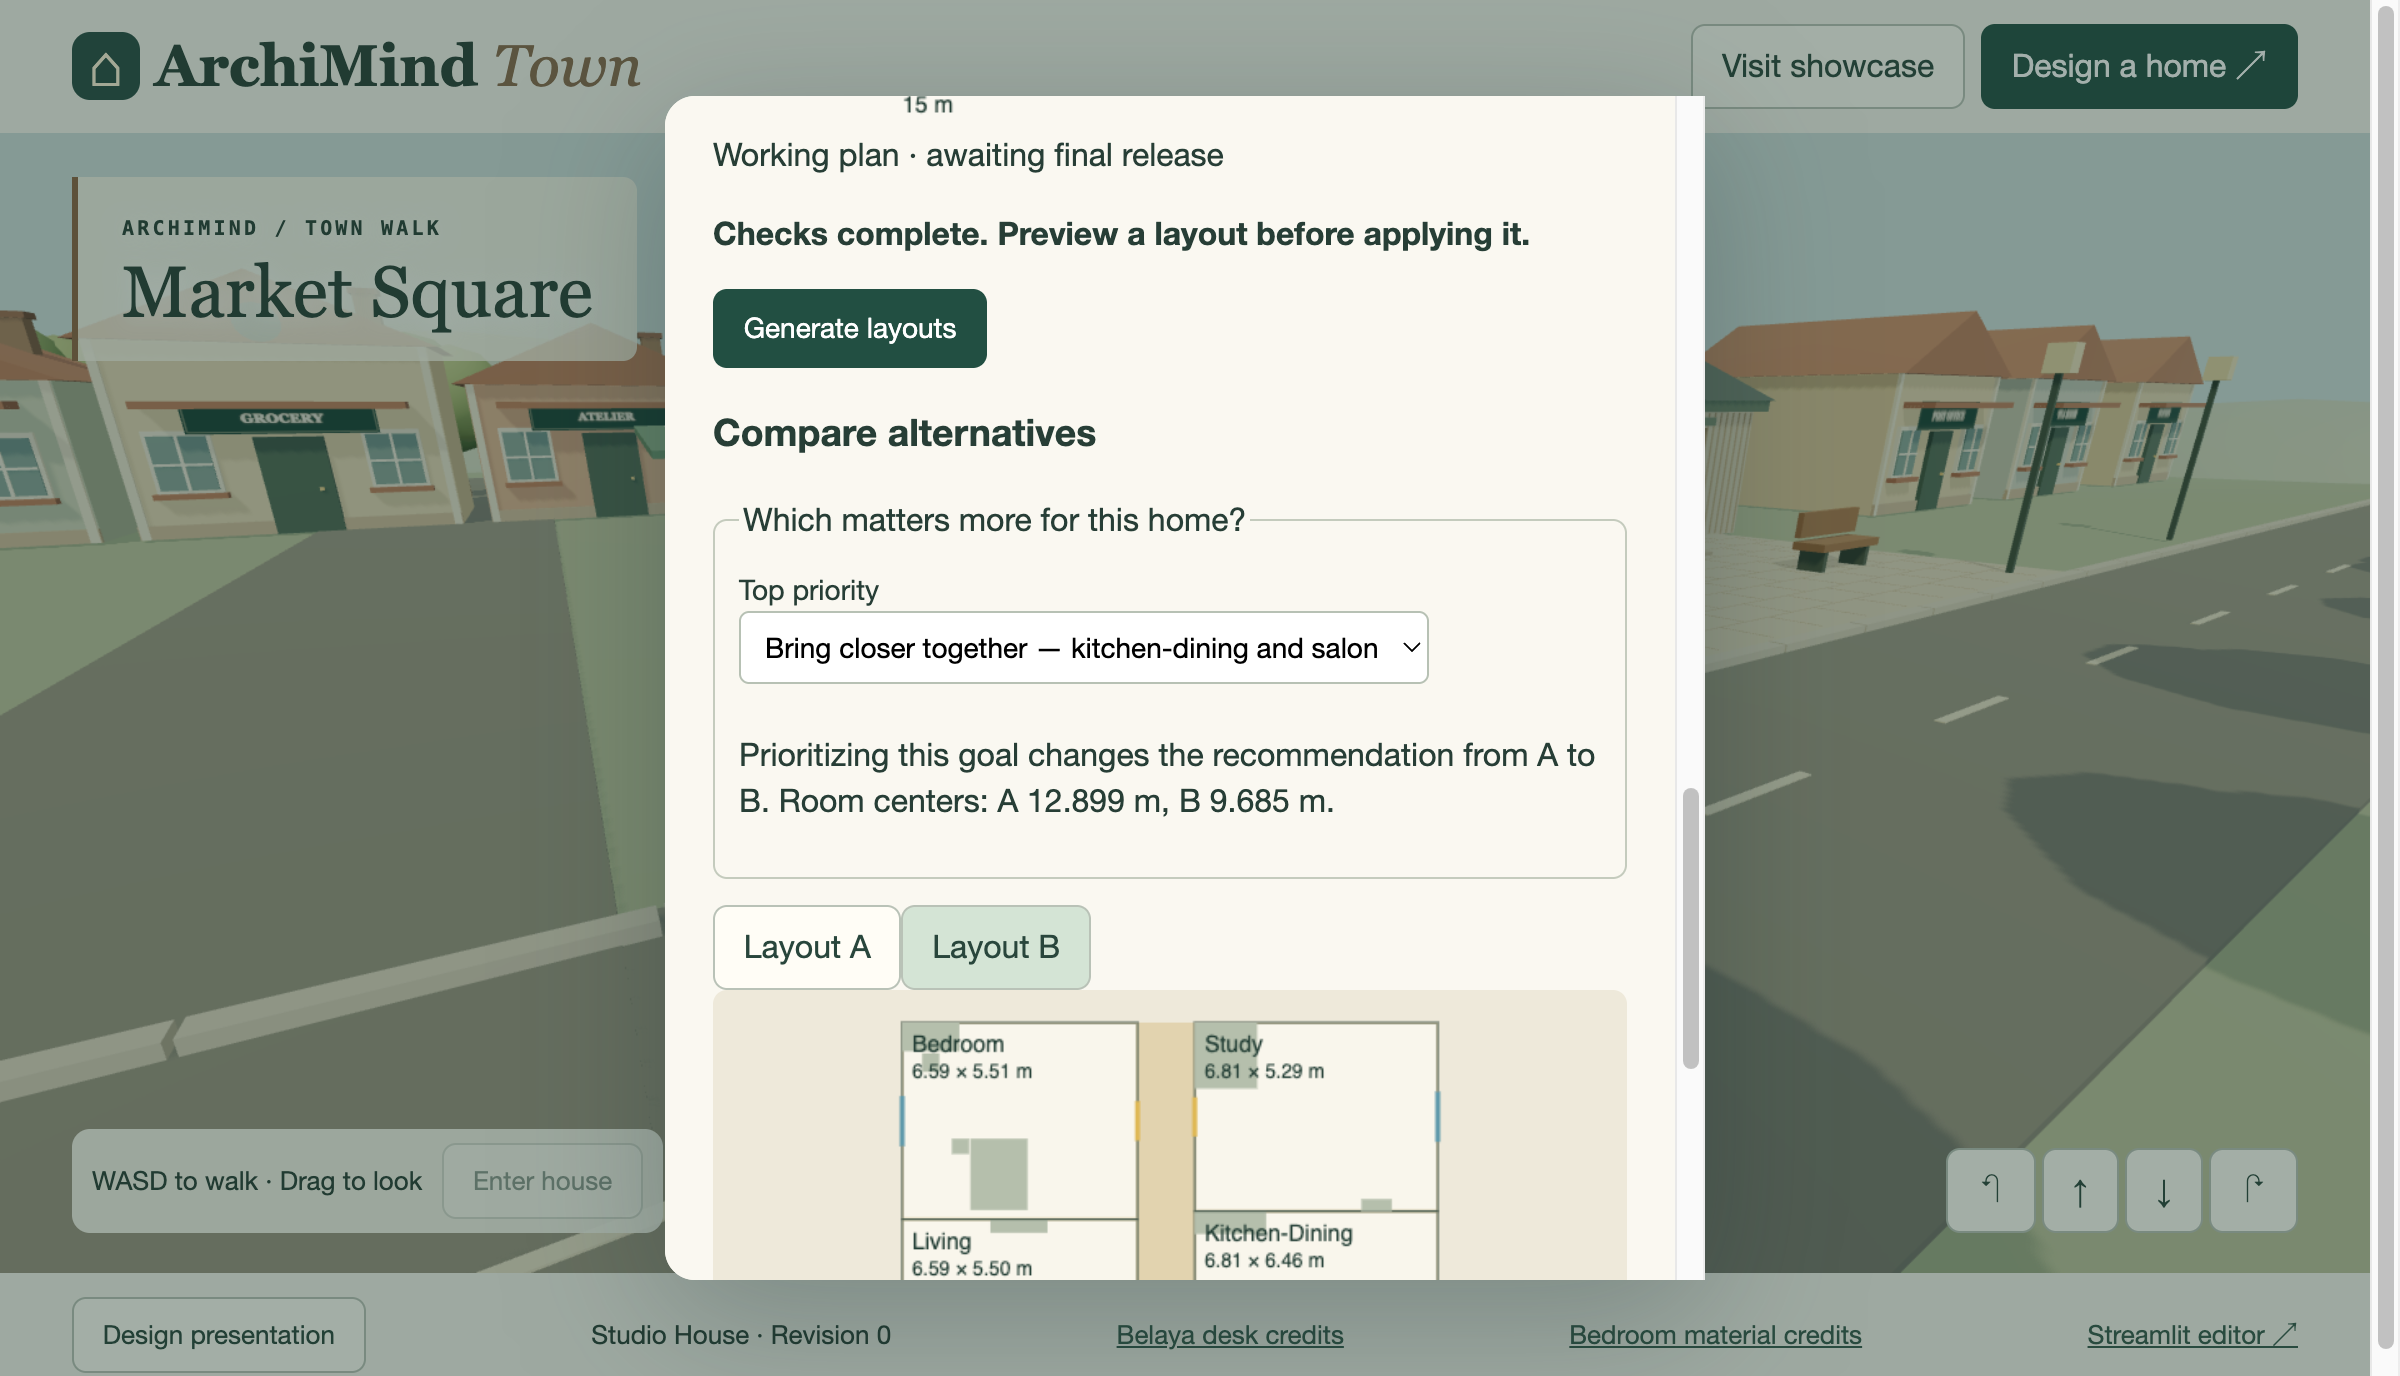 ArchiMind Town
Visit showcase
Design a home ↗
15 m
Working plan · awaiting final release
ARCHIMIND / TOWN WALK
Market Square
Checks complete. Preview a layout before applying it.
Generate layouts
GROCERY
ATELIER
Compare alternatives
Which matters more for this home?
Top priority
Bring closer together — kitchen-dining and salon
Prioritizing this goal changes the recommendation from A to
B. Room centers: A 12.899 m, B 9.685 m.
Layout A
Layout B
Bedroom
6.59 × 5.51 m
Study
6.81 × 5.29 m
Living
6.59 × 5.50 m
Kitchen-Dining
6.81 × 6.46 m
WASD to walk · Drag to look
Enter house
↰
↑
↓
↱
Design presentation
Studio House · Revision 0
Belaya desk credits
Bedroom material credits
Streamlit editor ↗